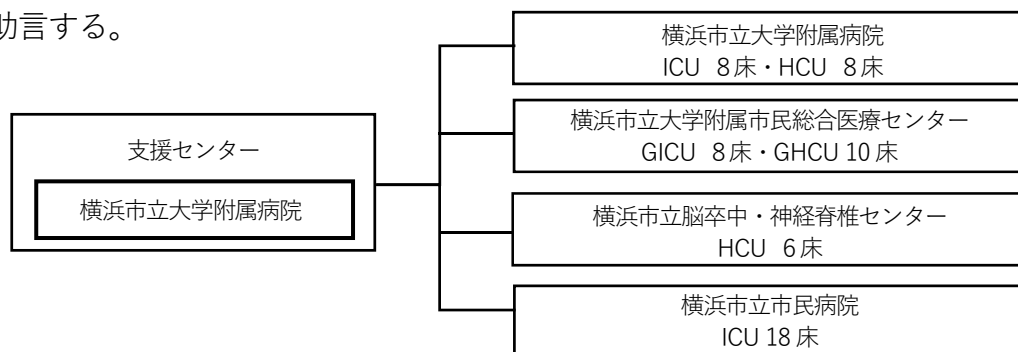 助言する。
支援センター
横浜市立大学附属病院
横浜市立大学附属病院
ICU 8床・HCU 8床
横浜市立大学附属市民総合医療センター
GICU 8床・GHCU 10床
横浜市立脳卒中・神経脊椎センター
HCU 6床
横浜市立市民病院
ICU 18床